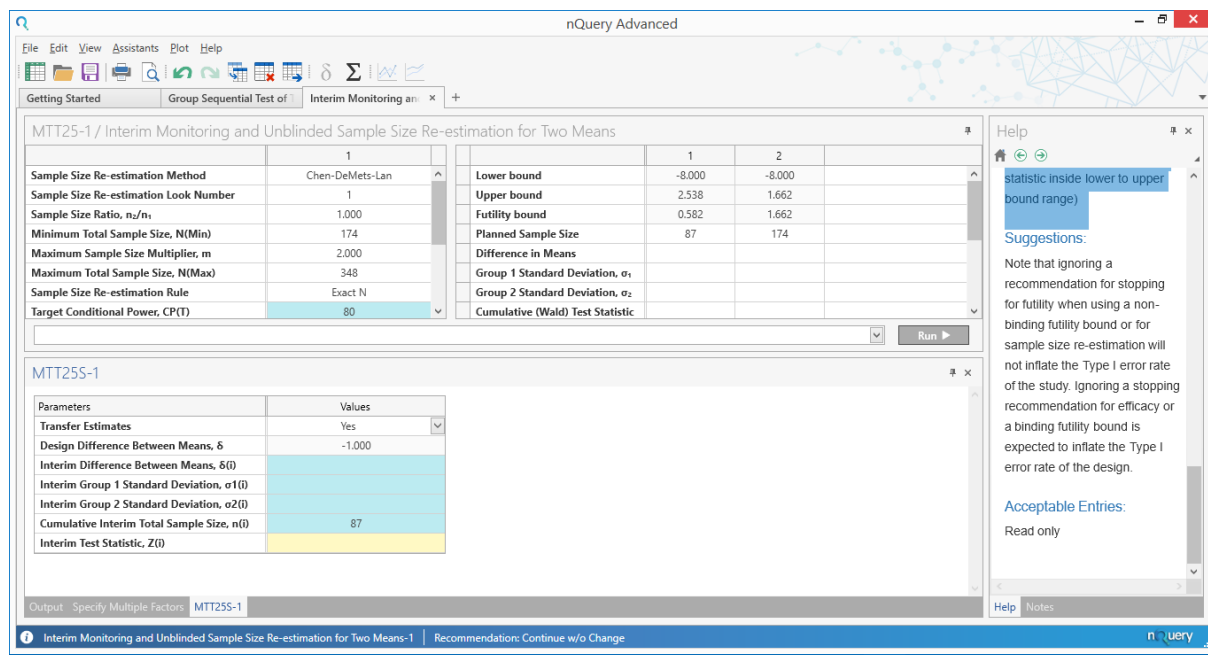 nQuery Advanced
File Edit View Assistants Plot Help
δ Σ
Getting Started Group Sequential Test of Interim Monitoring an × +
MTT25-1 / Interim Monitoring and Unblinded Sample Size Re-estimation for Two Means
1
Sample Size Re-estimation Method Chen-DeMets-Lan
Sample Size Re-estimation Look Number 1
Sample Size Ratio, n₂/n₁ 1.000
Minimum Total Sample Size, N(Min) 174
Maximum Sample Size Multiplier, m 2.000
Maximum Total Sample Size, N(Max) 348
Sample Size Re-estimation Rule Exact N
Target Conditional Power, CP(T) 80
1 2
Lower bound -8.000 -8.000
Upper bound 2.538 1.662
Futility bound 0.582 1.662
Planned Sample Size 87 174
Difference in Means
Group 1 Standard Deviation, σ₁
Group 2 Standard Deviation, σ₂
Cumulative (Wald) Test Statistic
Run
MTT25S-1
Parameters Values
Transfer Estimates Yes
Design Difference Between Means, δ -1.000
Interim Difference Between Means, δ(i)
Interim Group 1 Standard Deviation, σ1(i)
Interim Group 2 Standard Deviation, σ2(i)
Cumulative Interim Total Sample Size, n(i) 87
Interim Test Statistic, Z(i)
Output Specify Multiple Factors MTT25S-1
Help
statistic inside lower to upper
bound range)
Suggestions:
Note that ignoring a
recommendation for stopping
for futility when using a non-
binding futility bound or for
sample size re-estimation will
not inflate the Type I error rate
of the study. Ignoring a stopping
recommendation for efficacy or
a binding futility bound is
expected to inflate the Type I
error rate of the design.
Acceptable Entries:
Read only
Help Notes
Interim Monitoring and Unblinded Sample Size Re-estimation for Two Means-1 Recommendation: Continue w/o Change
nQuery